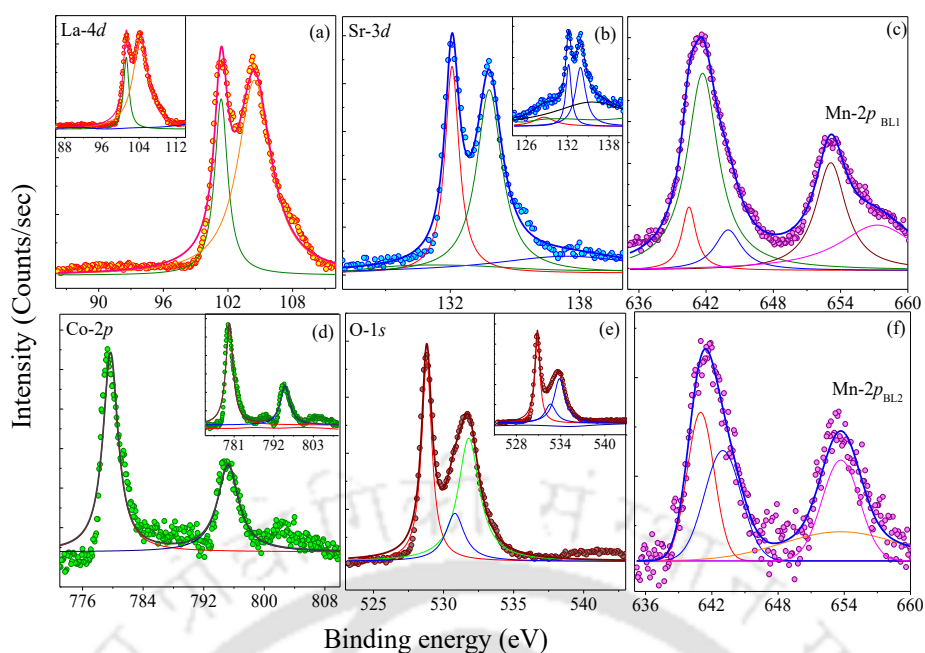 La-4d
(a)
88 96 104 112
90 96 102 108
Sr-3d
(b)
126 132 138
132 138
(c)
Mn-2p BL1
636 642 648 654 660
Intensity (Counts/sec)
Co-2p
(d)
781 792 803
776 784 792 800 808
O-1s
(e)
528 534 540
525 530 535 540
(f)
Mn-2pBL2
636 642 648 654 660
Binding energy (eV)